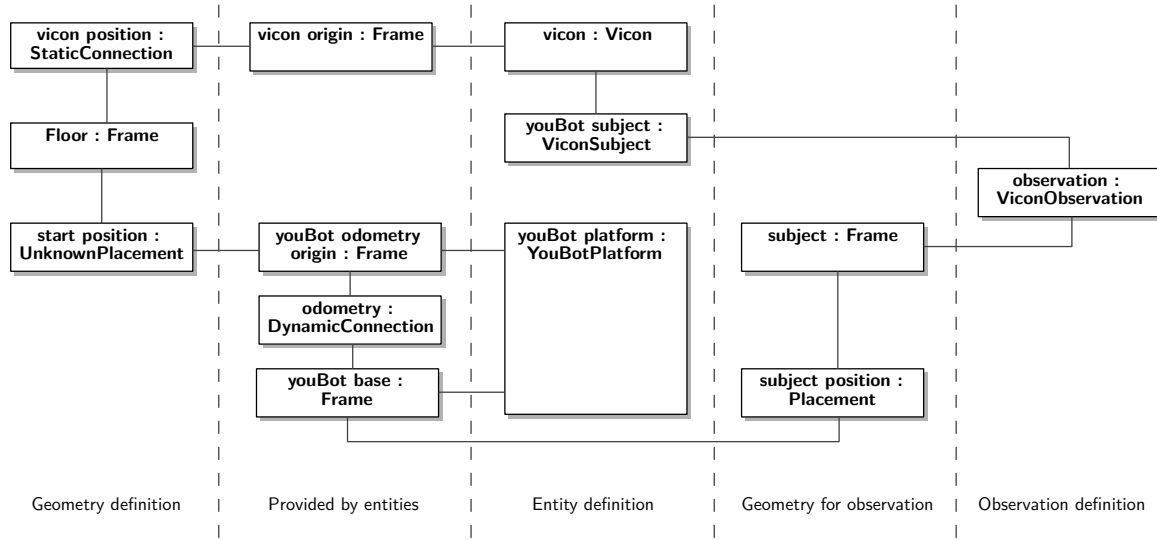 vicon position :
StaticConnection
vicon origin : Frame
vicon : Vicon
Floor : Frame
youBot subject :
ViconSubject
observation :
ViconObservation
start position :
UnknownPlacement
youBot odometry
origin : Frame
youBot platform :
YouBotPlatform
subject : Frame
odometry :
DynamicConnection
youBot base :
Frame
subject position :
Placement
Geometry definition
Provided by entities
Entity definition
Geometry for observation
Observation definition